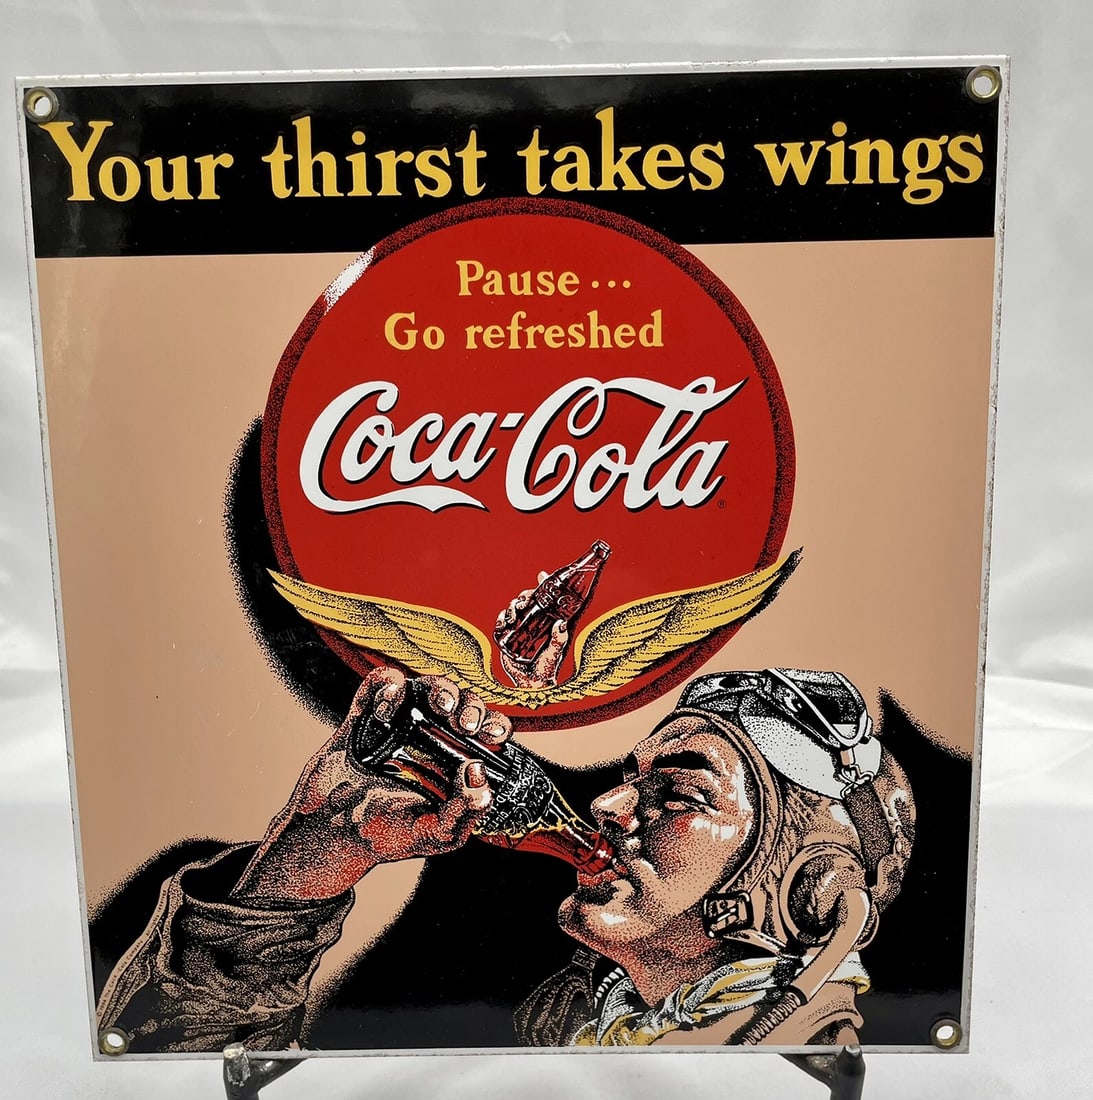 Your thirst takes wings
Pause...
Go refreshed
Coca-Cola
®